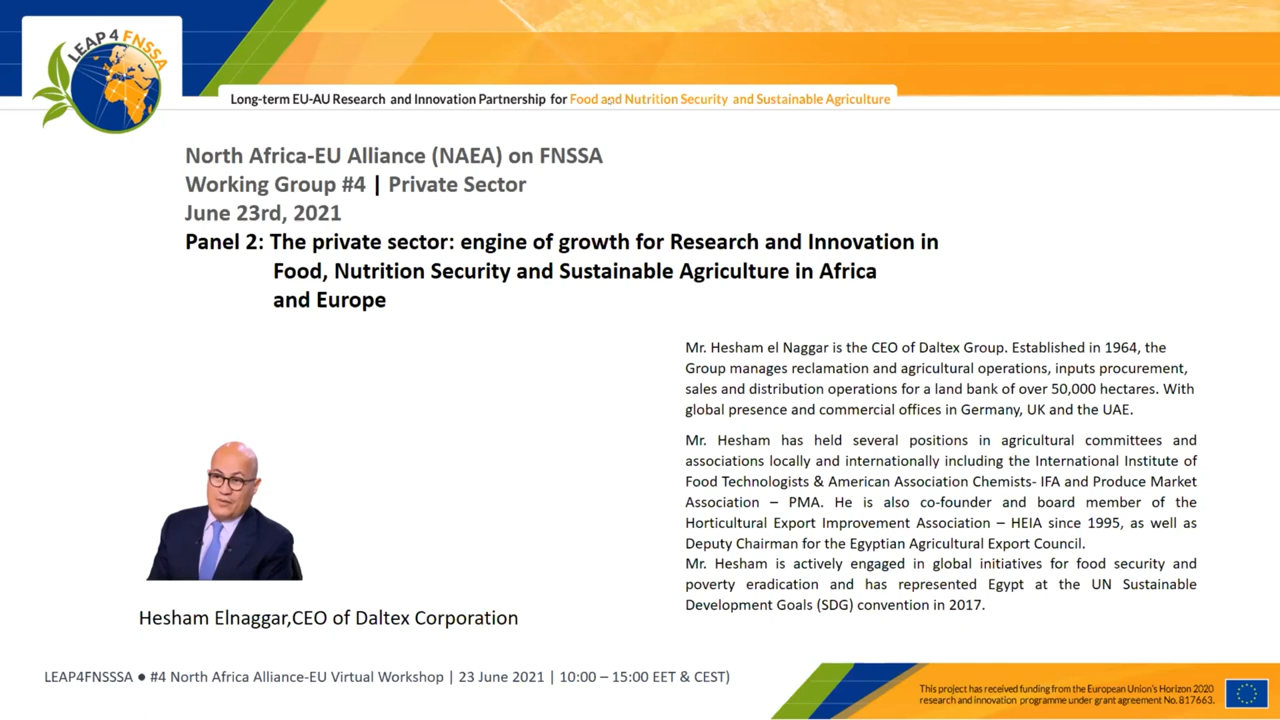 LEAP 4 FNSSA
Long-term EU-AU Research and Innovation Partnership for Food and Nutrition Security and Sustainable Agriculture
North Africa-EU Alliance (NAEA) on FNSSA
Working Group #4 | Private Sector
June 23rd, 2021
Panel 2: The private sector: engine of growth for Research and Innovation in
Food, Nutrition Security and Sustainable Agriculture in Africa
and Europe
Mr. Hesham el Naggar is the CEO of Daltex Group. Established in 1964, the
Group manages reclamation and agricultural operations, inputs procurement,
sales and distribution operations for a land bank of over 50,000 hectares. With
global presence and commercial offices in Germany, UK and the UAE.
Mr. Hesham has held several positions in agricultural committees and
associations locally and internationally including the International Institute of
Food Technologists & American Association Chemists- IFA and Produce Market
Association – PMA. He is also co-founder and board member of the
Horticultural Export Improvement Association – HEIA since 1995, as well as
Deputy Chairman for the Egyptian Agricultural Export Council.
Mr. Hesham is actively engaged in global initiatives for food security and
poverty eradication and has represented Egypt at the UN Sustainable
Development Goals (SDG) convention in 2017.
Hesham Elnaggar,CEO of Daltex Corporation
LEAP4FNSSSA ● #4 North Africa Alliance-EU Virtual Workshop | 23 June 2021 | 10:00 – 15:00 EET & CEST)
This project has received funding from the European Union's Horizon 2020
research and innovation programme under grant agreement No. 817663.